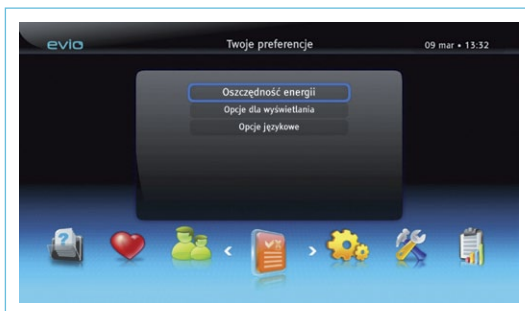 evio
Twoje preferencje
09 mar • 13:32
Oszczędność energii
Opcje dla wyświetlania
Opcje językowe